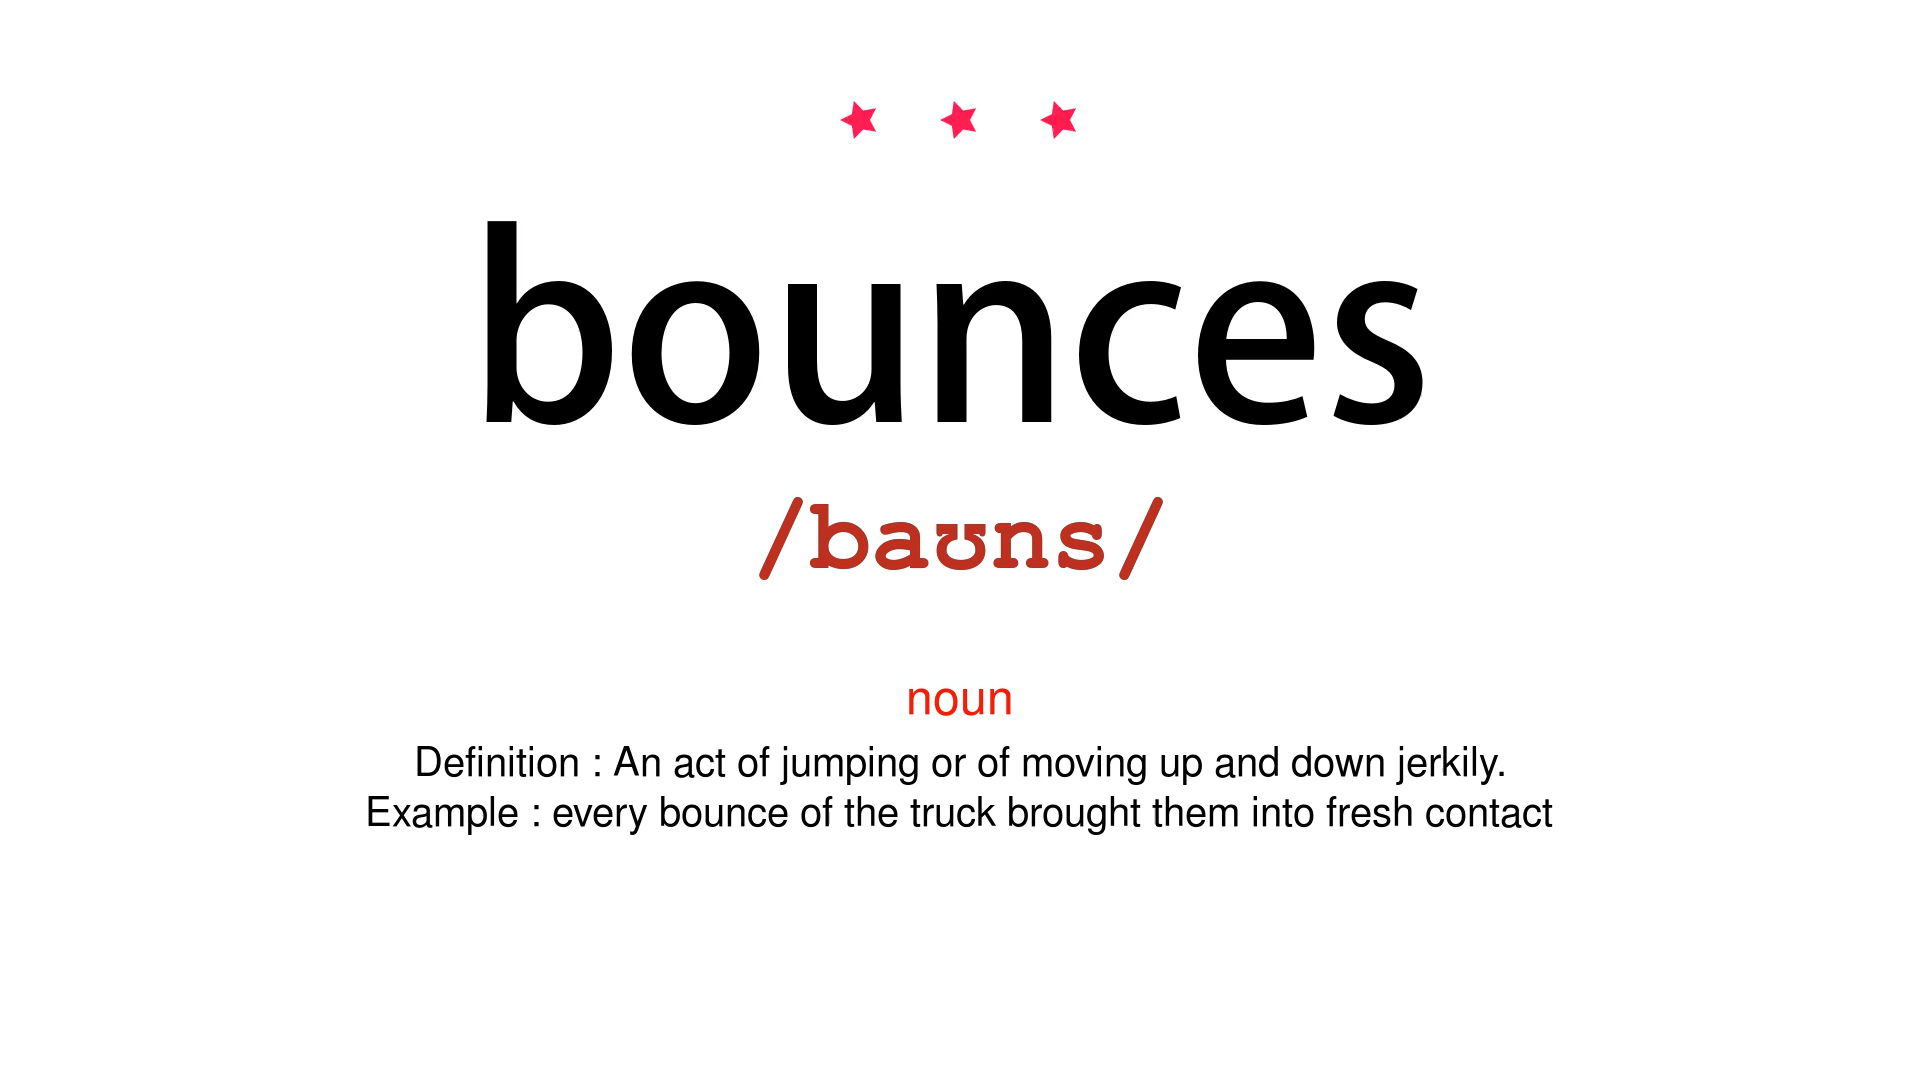 bounces
/baʊns/
noun
Definition : An act of jumping or of moving up and down jerkily.
Example : every bounce of the truck brought them into fresh contact